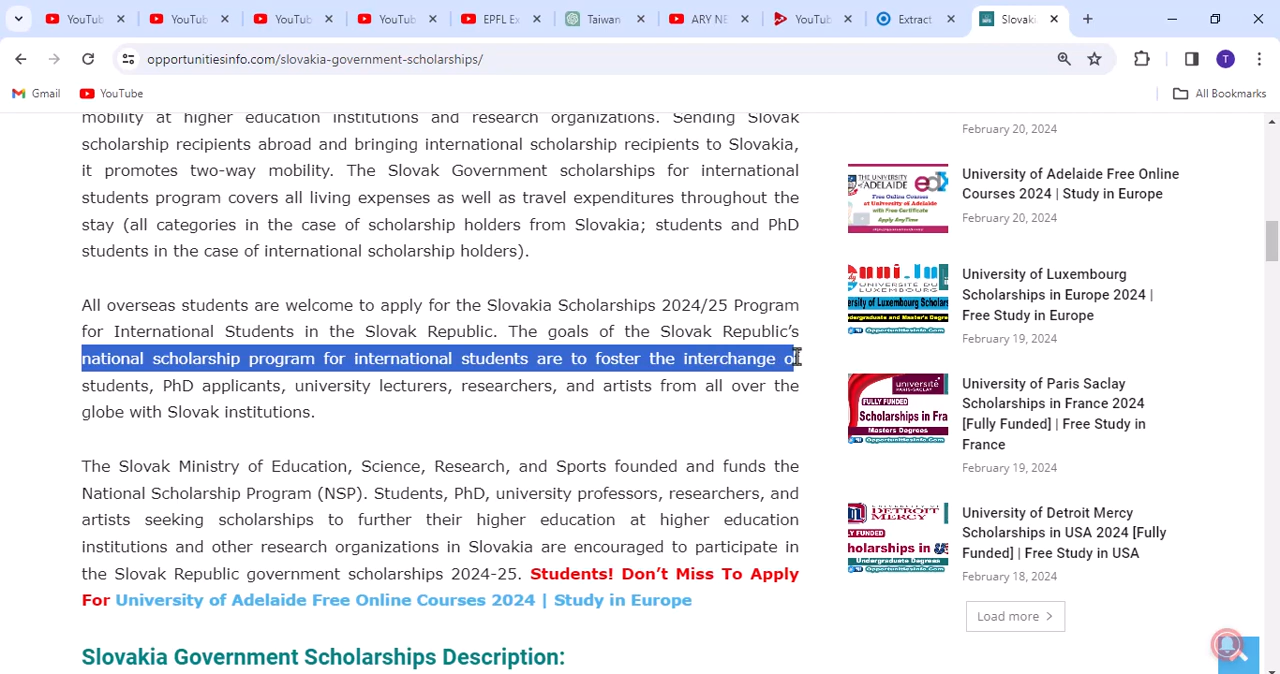 YouTub
YouTub
YouTub
YouTub
EPFL Ex
Taiwan
ARY NE
YouTub
Extract
Slovaki
opportunitiesinfo.com/slovakia-government-scholarships/
T
Gmail
YouTube
All Bookmarks
mobility at higher education institutions and research organizations. Sending Slovak
scholarship recipients abroad and bringing international scholarship recipients to Slovakia,
it promotes two-way mobility. The Slovak Government scholarships for international
students program covers all living expenses as well as travel expenditures throughout the
stay (all categories in the case of scholarship holders from Slovakia; students and PhD
students in the case of international scholarship holders).
All overseas students are welcome to apply for the Slovakia Scholarships 2024/25 Program
for International Students in the Slovak Republic. The goals of the Slovak Republic's
national scholarship program for international students are to foster the interchange of
students, PhD applicants, university lecturers, researchers, and artists from all over the
globe with Slovak institutions.
The Slovak Ministry of Education, Science, Research, and Sports founded and funds the
National Scholarship Program (NSP). Students, PhD, university professors, researchers, and
artists seeking scholarships to further their higher education at higher education
institutions and other research organizations in Slovakia are encouraged to participate in
the Slovak Republic government scholarships 2024-25. Students! Don't Miss To Apply
For University of Adelaide Free Online Courses 2024 | Study in Europe
Slovakia Government Scholarships Description:
February 20, 2024
University of Adelaide Free Online
Courses 2024 | Study in Europe
February 20, 2024
University of Luxembourg
Scholarships in Europe 2024 |
Free Study in Europe
February 19, 2024
University of Paris Saclay
Scholarships in France 2024
[Fully Funded] | Free Study in
France
February 19, 2024
University of Detroit Mercy
Scholarships in USA 2024 [Fully
Funded] | Free Study in USA
February 18, 2024
Load more